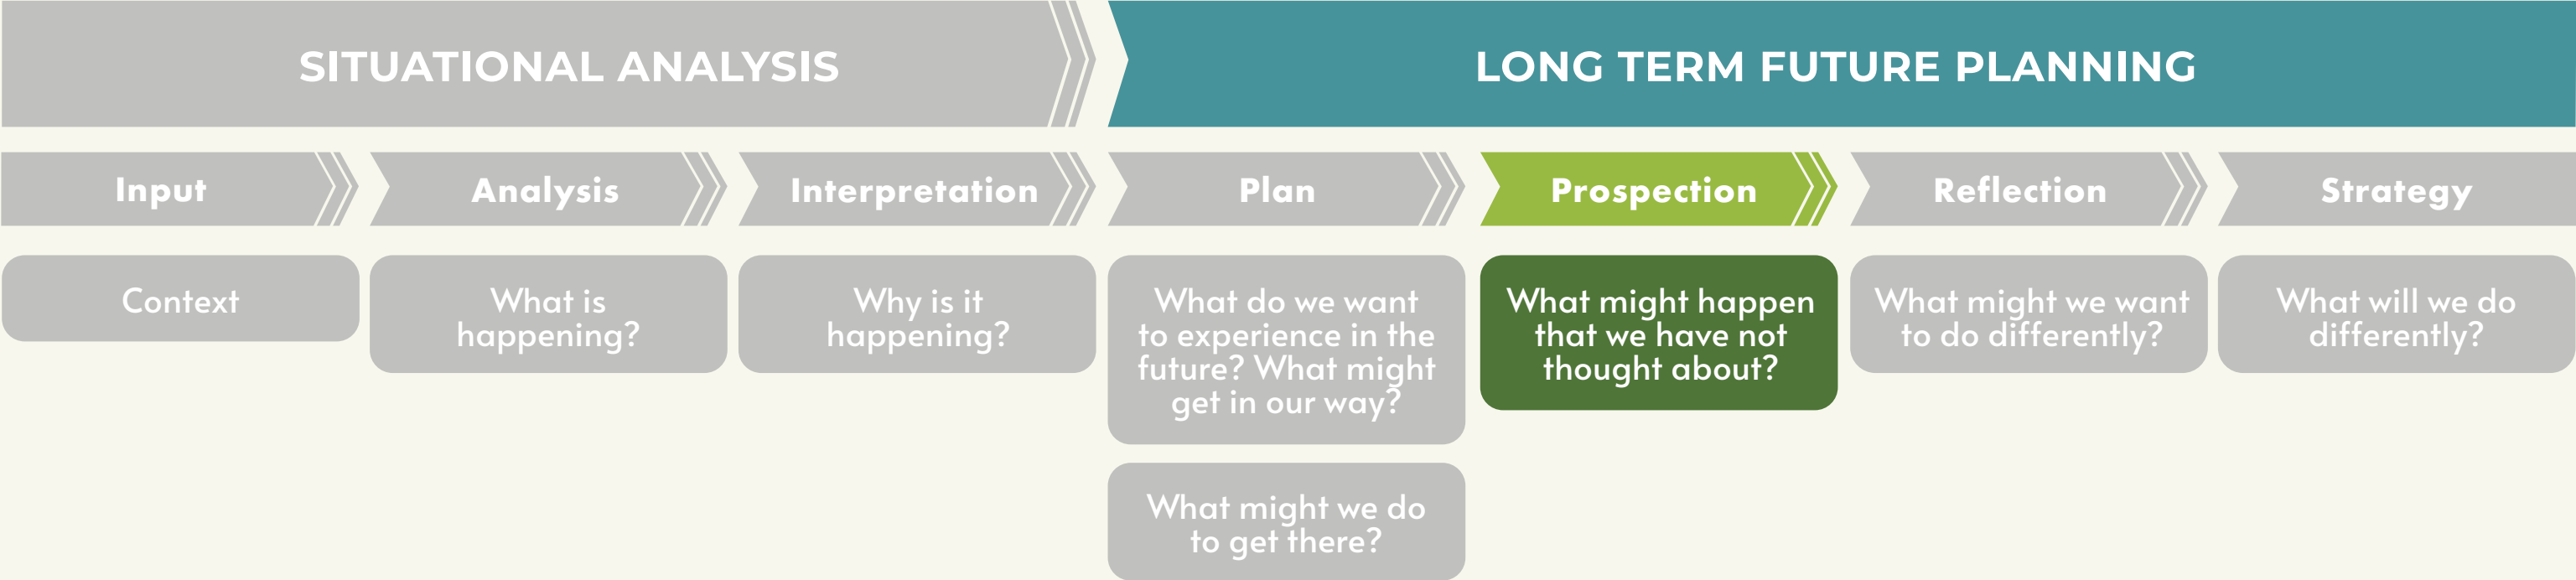 SITUATIONAL ANALYSIS
LONG TERM FUTURE PLANNING
Input
Analysis
Interpretation
Plan
Prospection
Reflection
Strategy
Context
What is
happening?
Why is it
happening?
What do we want
to experience in the
future? What might
get in our way?
What might happen
that we have not
thought about?
What might we want
to do differently?
What will we do
differently?
What might we do
to get there?